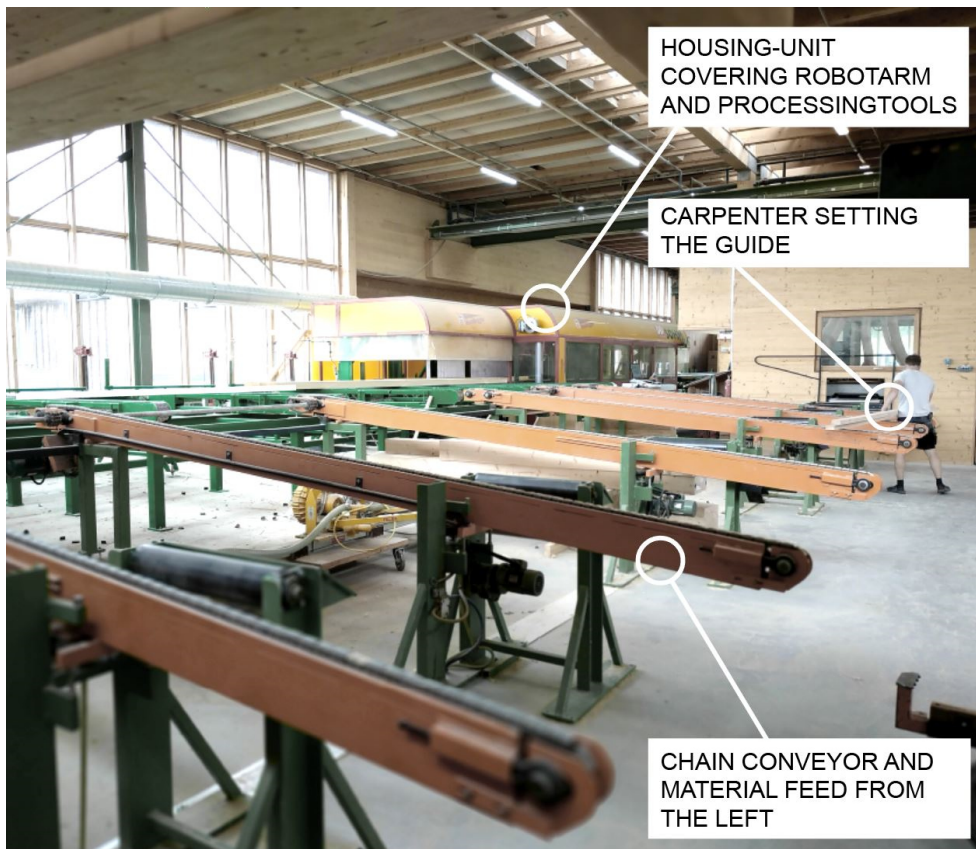 HOUSING-UNIT
COVERING ROBOTARM
AND PROCESSINGTOOLS
CARPENTER SETTING
THE GUIDE
CHAIN CONVEYOR AND
MATERIAL FEED FROM
THE LEFT